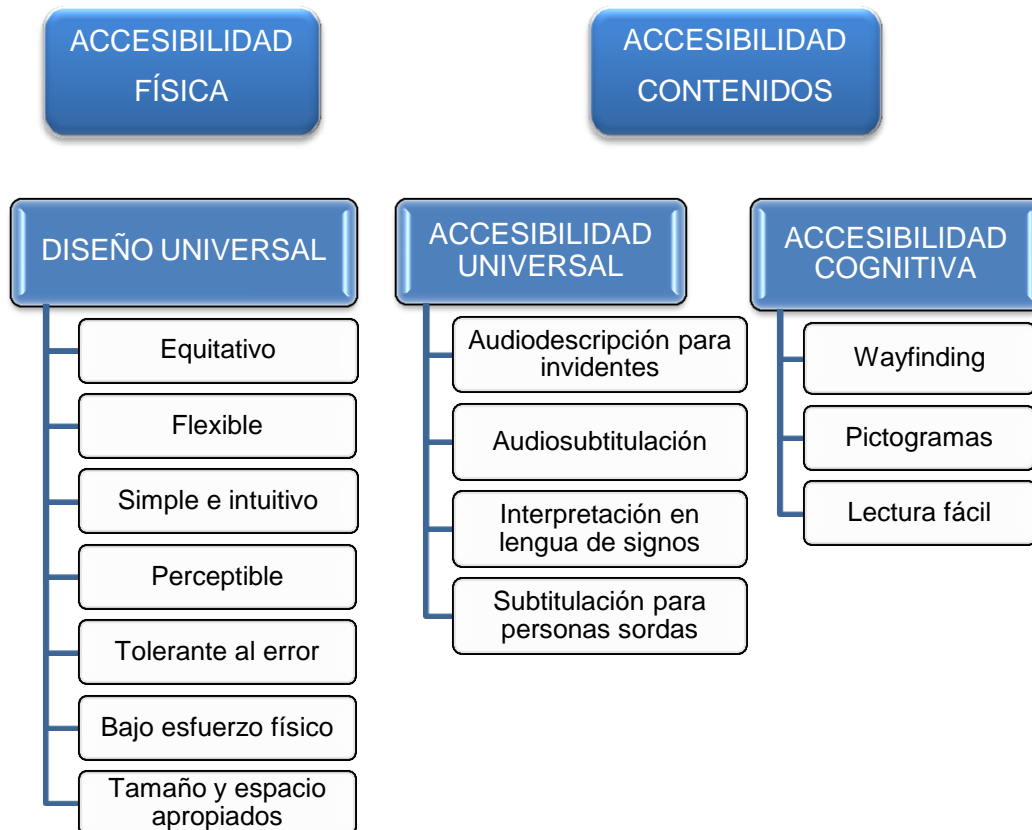 ACCESIBILIDAD
FÍSICA
ACCESIBILIDAD
CONTENIDOS
DISEÑO UNIVERSAL
Equitativo
Flexible
Simple e intuitivo
Perceptible
Tolerante al error
Bajo esfuerzo físico
Tamaño y espacio
apropiados
ACCESIBILIDAD
UNIVERSAL
Audiodescripción para
invidentes
Audiosubtitulación
Interpretación en
lengua de signos
Subtitulación para
personas sordas
ACCESIBILIDAD
COGNITIVA
Wayfinding
Pictogramas
Lectura fácil